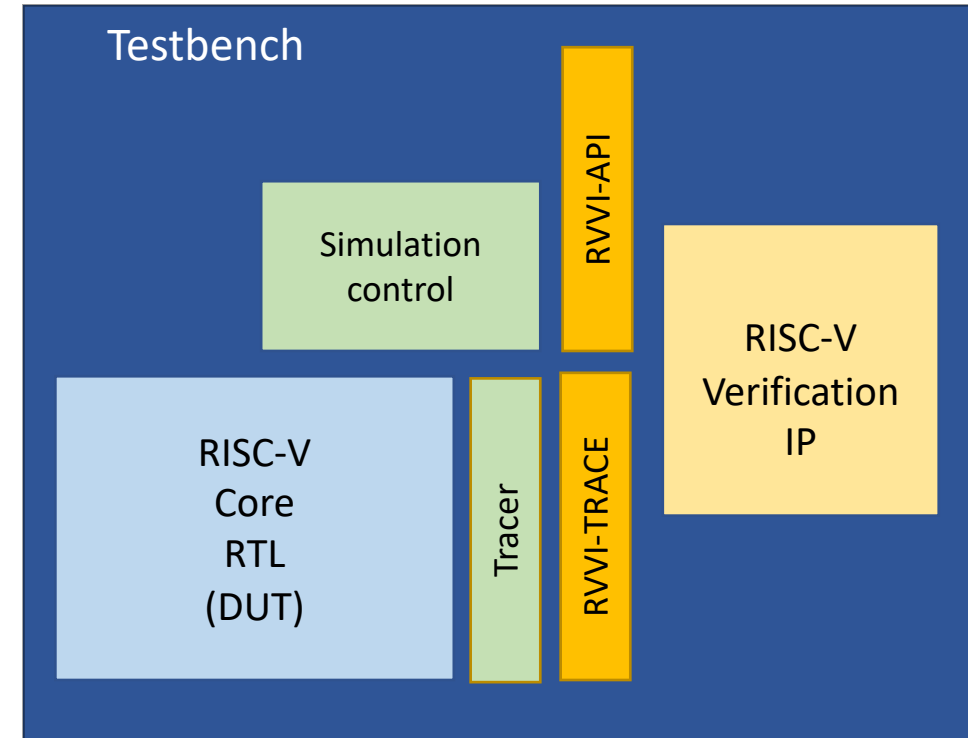 Testbench
RVVI-API
Simulation
control
RISC-V
Verification
IP
RISC-V
Core
RTL
(DUT)
Tracer
RVVI-TRACE